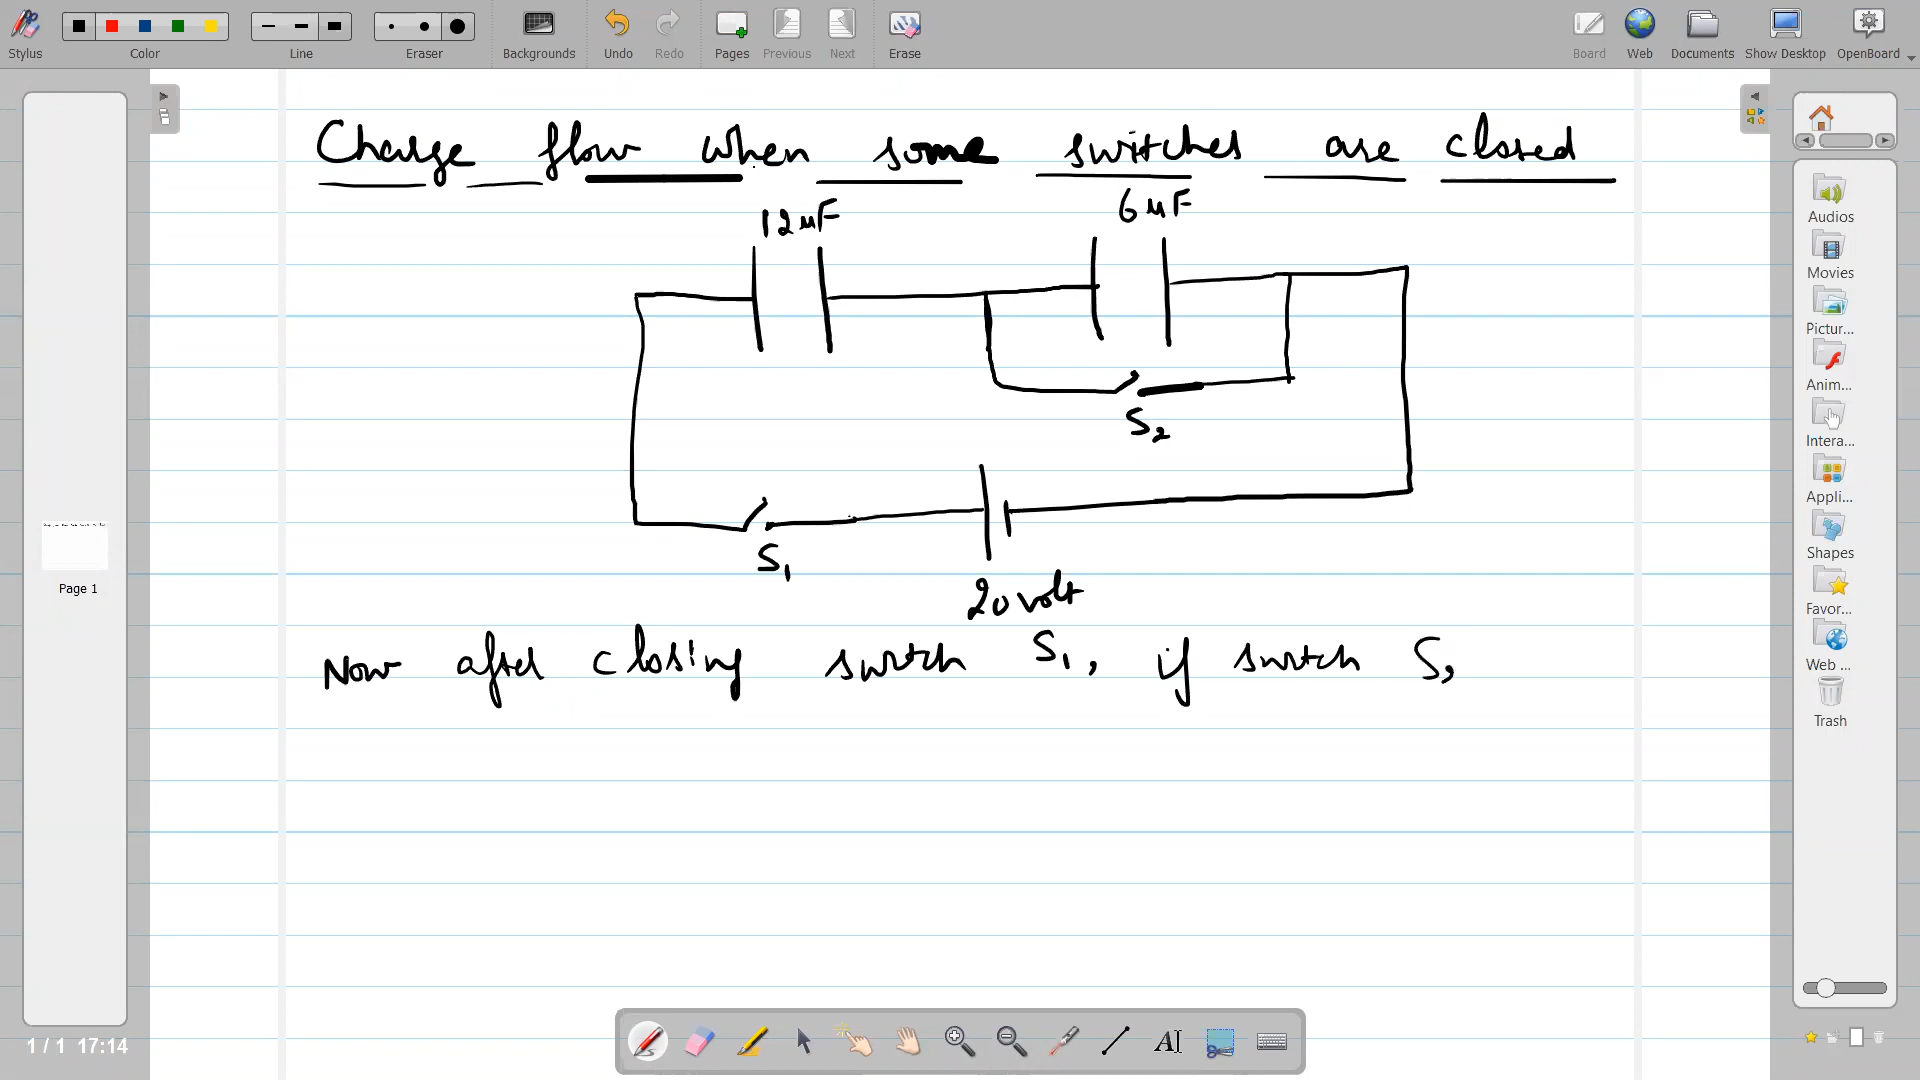 Stylus Color Line Eraser Backgrounds Undo Redo Pages Previous Next Erase Board Web Documents Show Desktop OpenBoard
Charge flow when some switches are closed
12 μF 6 μF
S2
S1
20 volt
Now after closing switch S1, if switch S2
Audios
Movies
Pictur...
Anim...
Intera...
Appli...
Shapes
Favor...
Web ...
Trash
Page 1
1 / 1 17:14